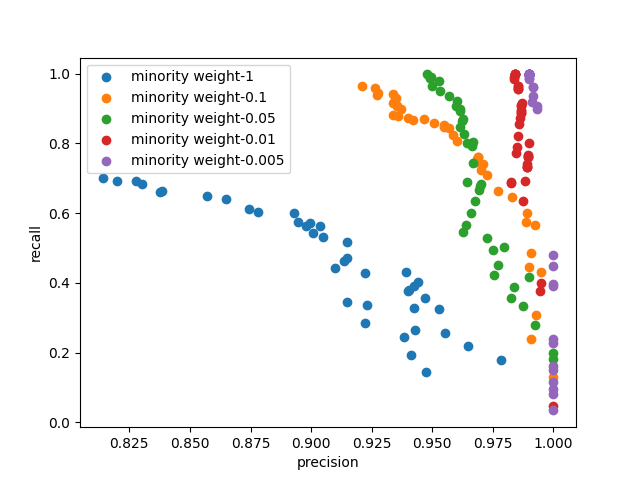 minority weight-1
minority weight-0.1
minority weight-0.05
minority weight-0.01
minority weight-0.005
1.0
0.8
0.6
0.4
0.2
0.0
recall
0.825 0.850 0.875 0.900 0.925 0.950 0.975 1.000
precision